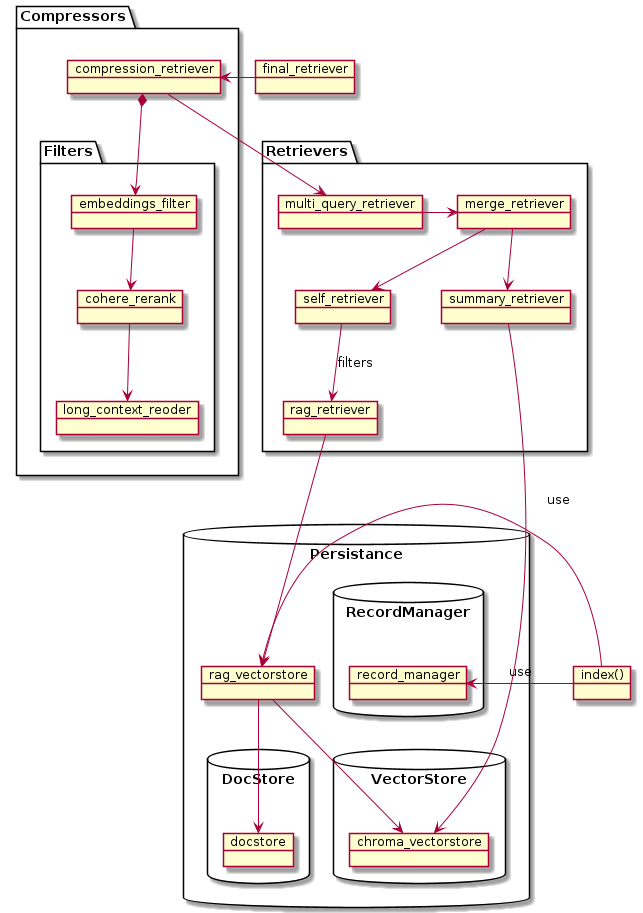 Compressors
compression_retriever
final_retriever
Filters
Retrievers
embeddings_filter
multi_query_retriever
merge_retriever
cohere_rerank
self_retriever
summary_retriever
filters
long_context_reoder
rag_retriever
use
Persistance
RecordManager
rag_vectorstore
record_manager
use
index()
DocStore
VectorStore
docstore
chroma_vectorstore